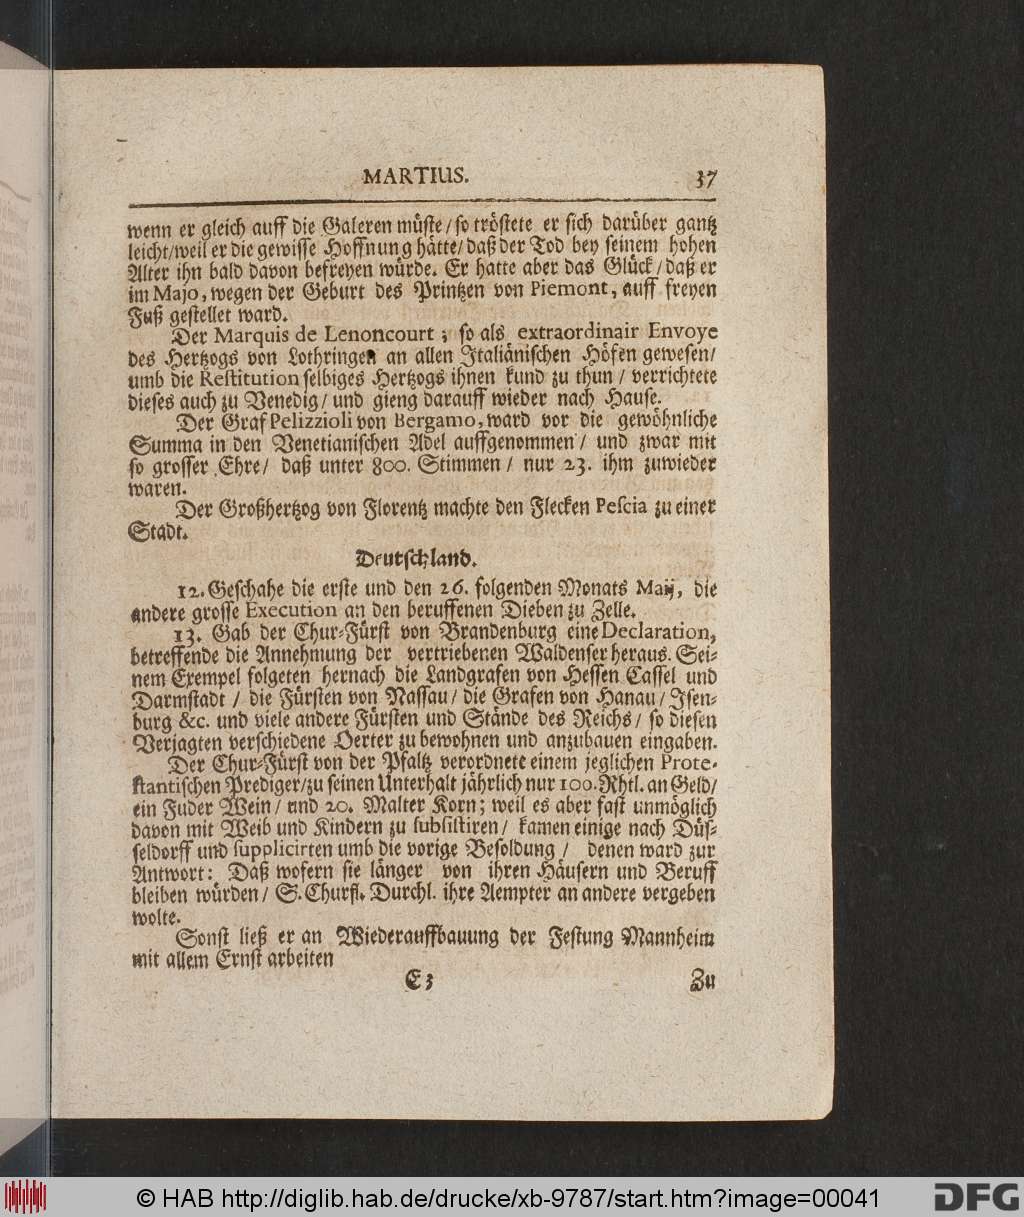 MARTIUS. 37
wenn er gleich auff die Galeren müste/ so tröstete er sich darüber gantz
leicht/weil er die gewisse Hoffnung hätte/ daß der Tod bey seinem hohen
Alter ihn bald davon befreyen würde. Er hatte aber das Glück/ daß er
im Majo, wegen der Geburt des Printzen von Piemont, auff freyen
Fuß gestellet ward.
Der Marquis de Lenoncourt, so als extraordinair Envoye
des Hertzogs von Lothringen an allen Italiänischen Höfen gewesen/
umb die Restitution selbiges Hertzogs ihnen kund zu thun / verrichtete
dieses auch zu Venedig/ und gieng darauff wieder nach Hause.
Der Graf Pelizzioli von Bergamo, ward vor die gewöhnliche
Summa in den Venetianischen Adel auffgenommen/ und zwar mit
so grosser Ehre/ daß unter 800. Stimmen / nur 23. ihm zuwieder
waren.
Der Großhertzog von Florentz machte den Flecken Pescia zu einer
Stadt.
Deutschland.
12. Geschahe die erste und den 26. folgenden Monats Maij, die
andere grosse Execution an den beruffenen Dieben zu Zelle.
13. Gab der Chur-Fürst von Brandenburg eine Declaration,
betreffende die Annehmung der vertriebenen Waldenser heraus. Sei-
nem Exempel folgeten hernach die Landgrafen von Hessen Cassel und
Darmstadt / die Fürsten von Nassau/ die Grafen von Hanau/ Isen-
burg &c. und viele andere Fürsten und Stände des Reichs/ so diesen
Verjagten verschiedene Oerter zu bewohnen und anzubauen eingaben.
Der Chur-Fürst von der Pfaltz verordnete einem jeglichen Prote-
stantischen Prediger/zu seinen Unterhalt jährlich nur 100. Rhtl. an Geld/
ein Fuder Wein/ und 20. Malter Korn; weil es aber fast unmöglich
davon mit Weib und Kindern zu subsistiren/ kamen einige nach Düs-
seldorff und supplicirten umb die vorige Besoldung / denen ward zur
Antwort: Daß wofern sie länger von ihren Häusern und Beruff
bleiben würden/ S. Churfl. Durchl. ihre Aempter an andere vergeben
wolte.
Sonst ließ er an Wiederauffbauung der Festung Mannheim
mit allem Ernst arbeiten
E 3 Zu
© HAB http://diglib.hab.de/drucke/xb-9787/start.htm?image=00041 DFG